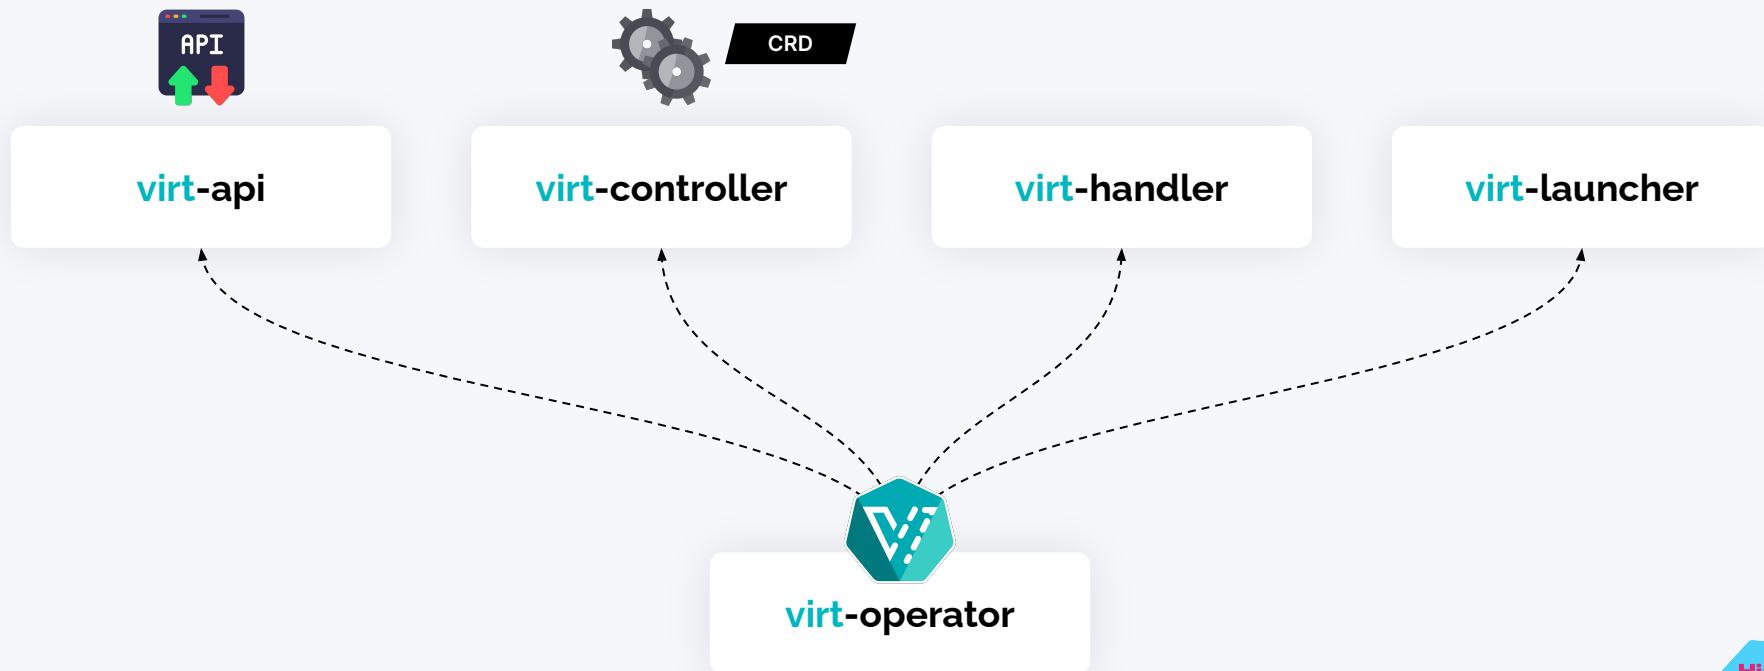 API
CRD
virt-api
virt-controller
virt-handler
virt-launcher
virt-operator